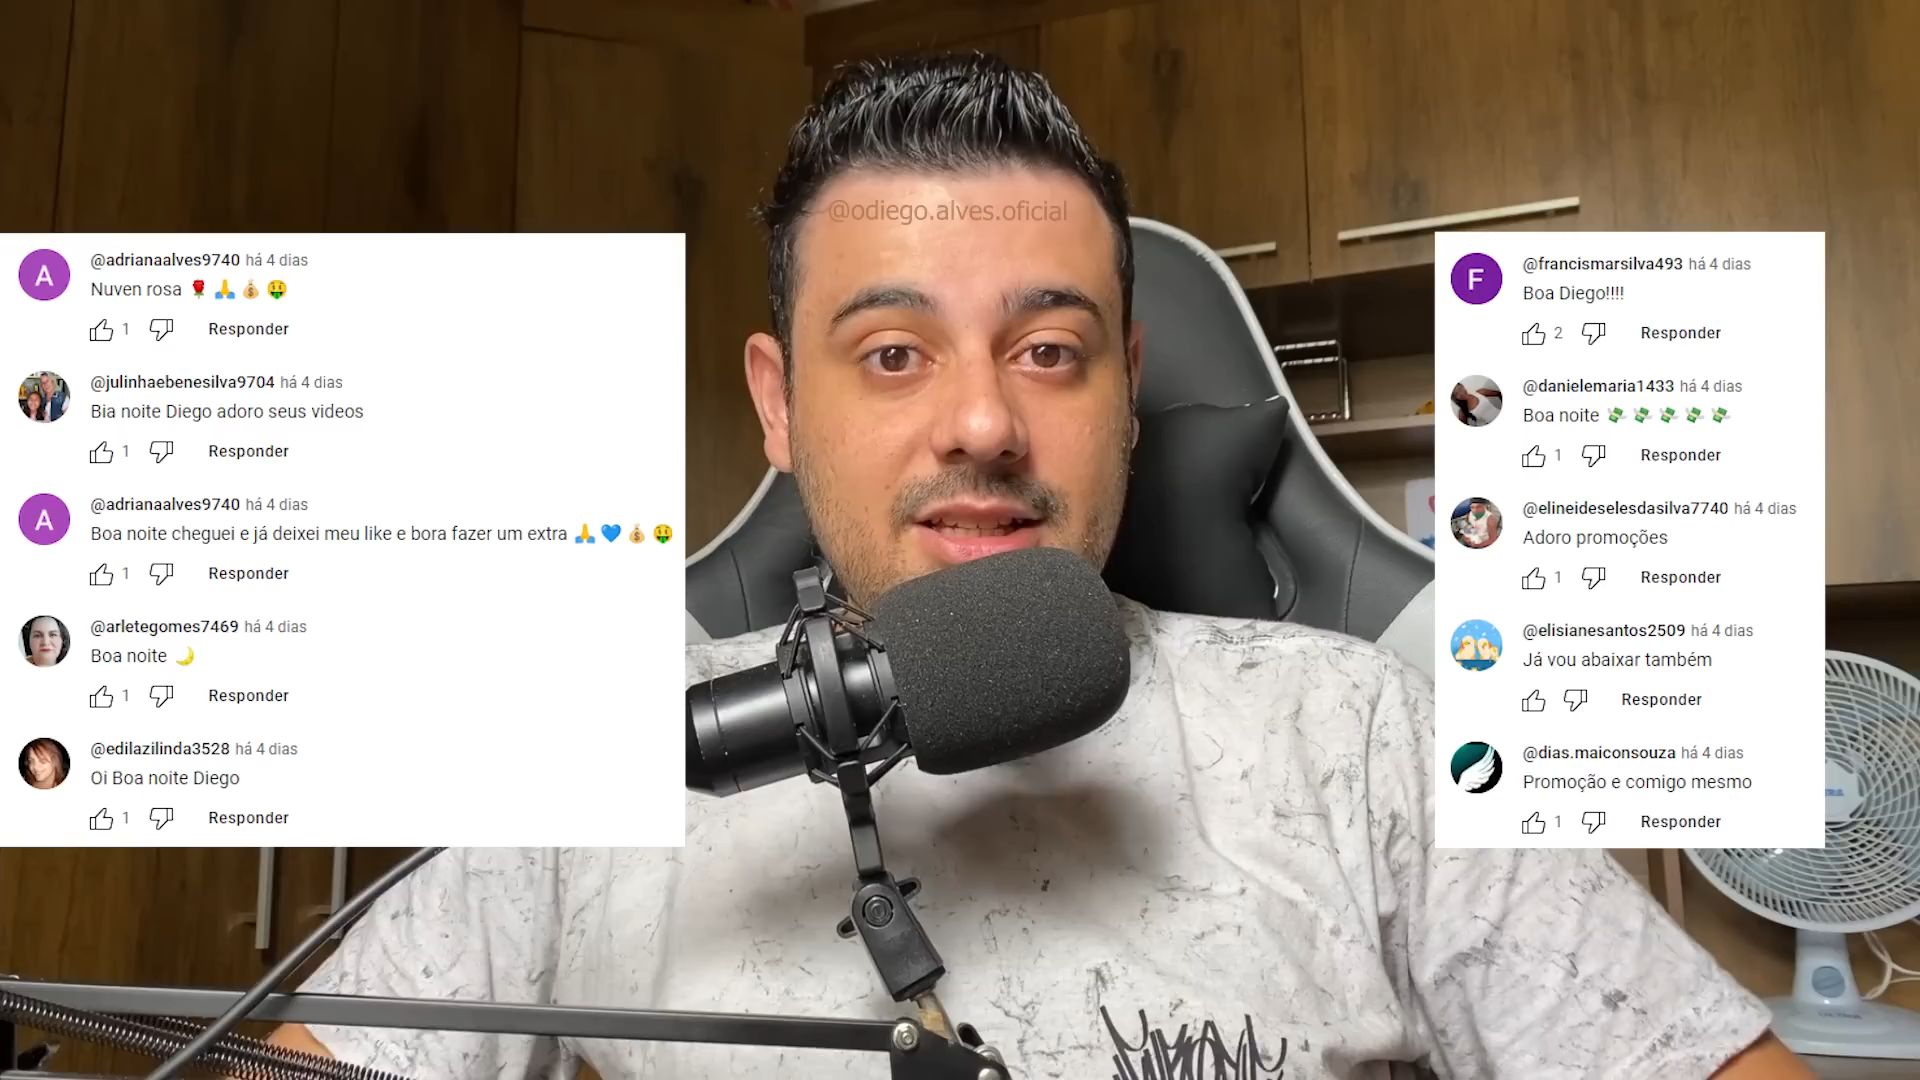 @odiego.alves.oficial
A
@adrianaalves9740 há 4 dias
Nuven rosa 🌹 🙏 💰 🤑
1 Responder
@julinhaebenesilva9704 há 4 dias
Bia noite Diego adoro seus videos
1 Responder
A
@adrianaalves9740 há 4 dias
Boa noite cheguei e já deixei meu like e bora fazer um extra 🙏 💙 💰 🤑
1 Responder
@arletegomes7469 há 4 dias
Boa noite 🌙
1 Responder
@edilazilinda3528 há 4 dias
Oi Boa noite Diego
1 Responder
F
@francismarsilva493 há 4 dias
Boa Diego!!!!
2 Responder
@danielemaria1433 há 4 dias
Boa noite 💸 💸 💸 💸 💸
1 Responder
@elineideselesdasilva7740 há 4 dias
Adoro promoções
1 Responder
@elisianesantos2509 há 4 dias
Já vou abaixar também
Responder
@dias.maiconsouza há 4 dias
Promoção e comigo mesmo
1 Responder